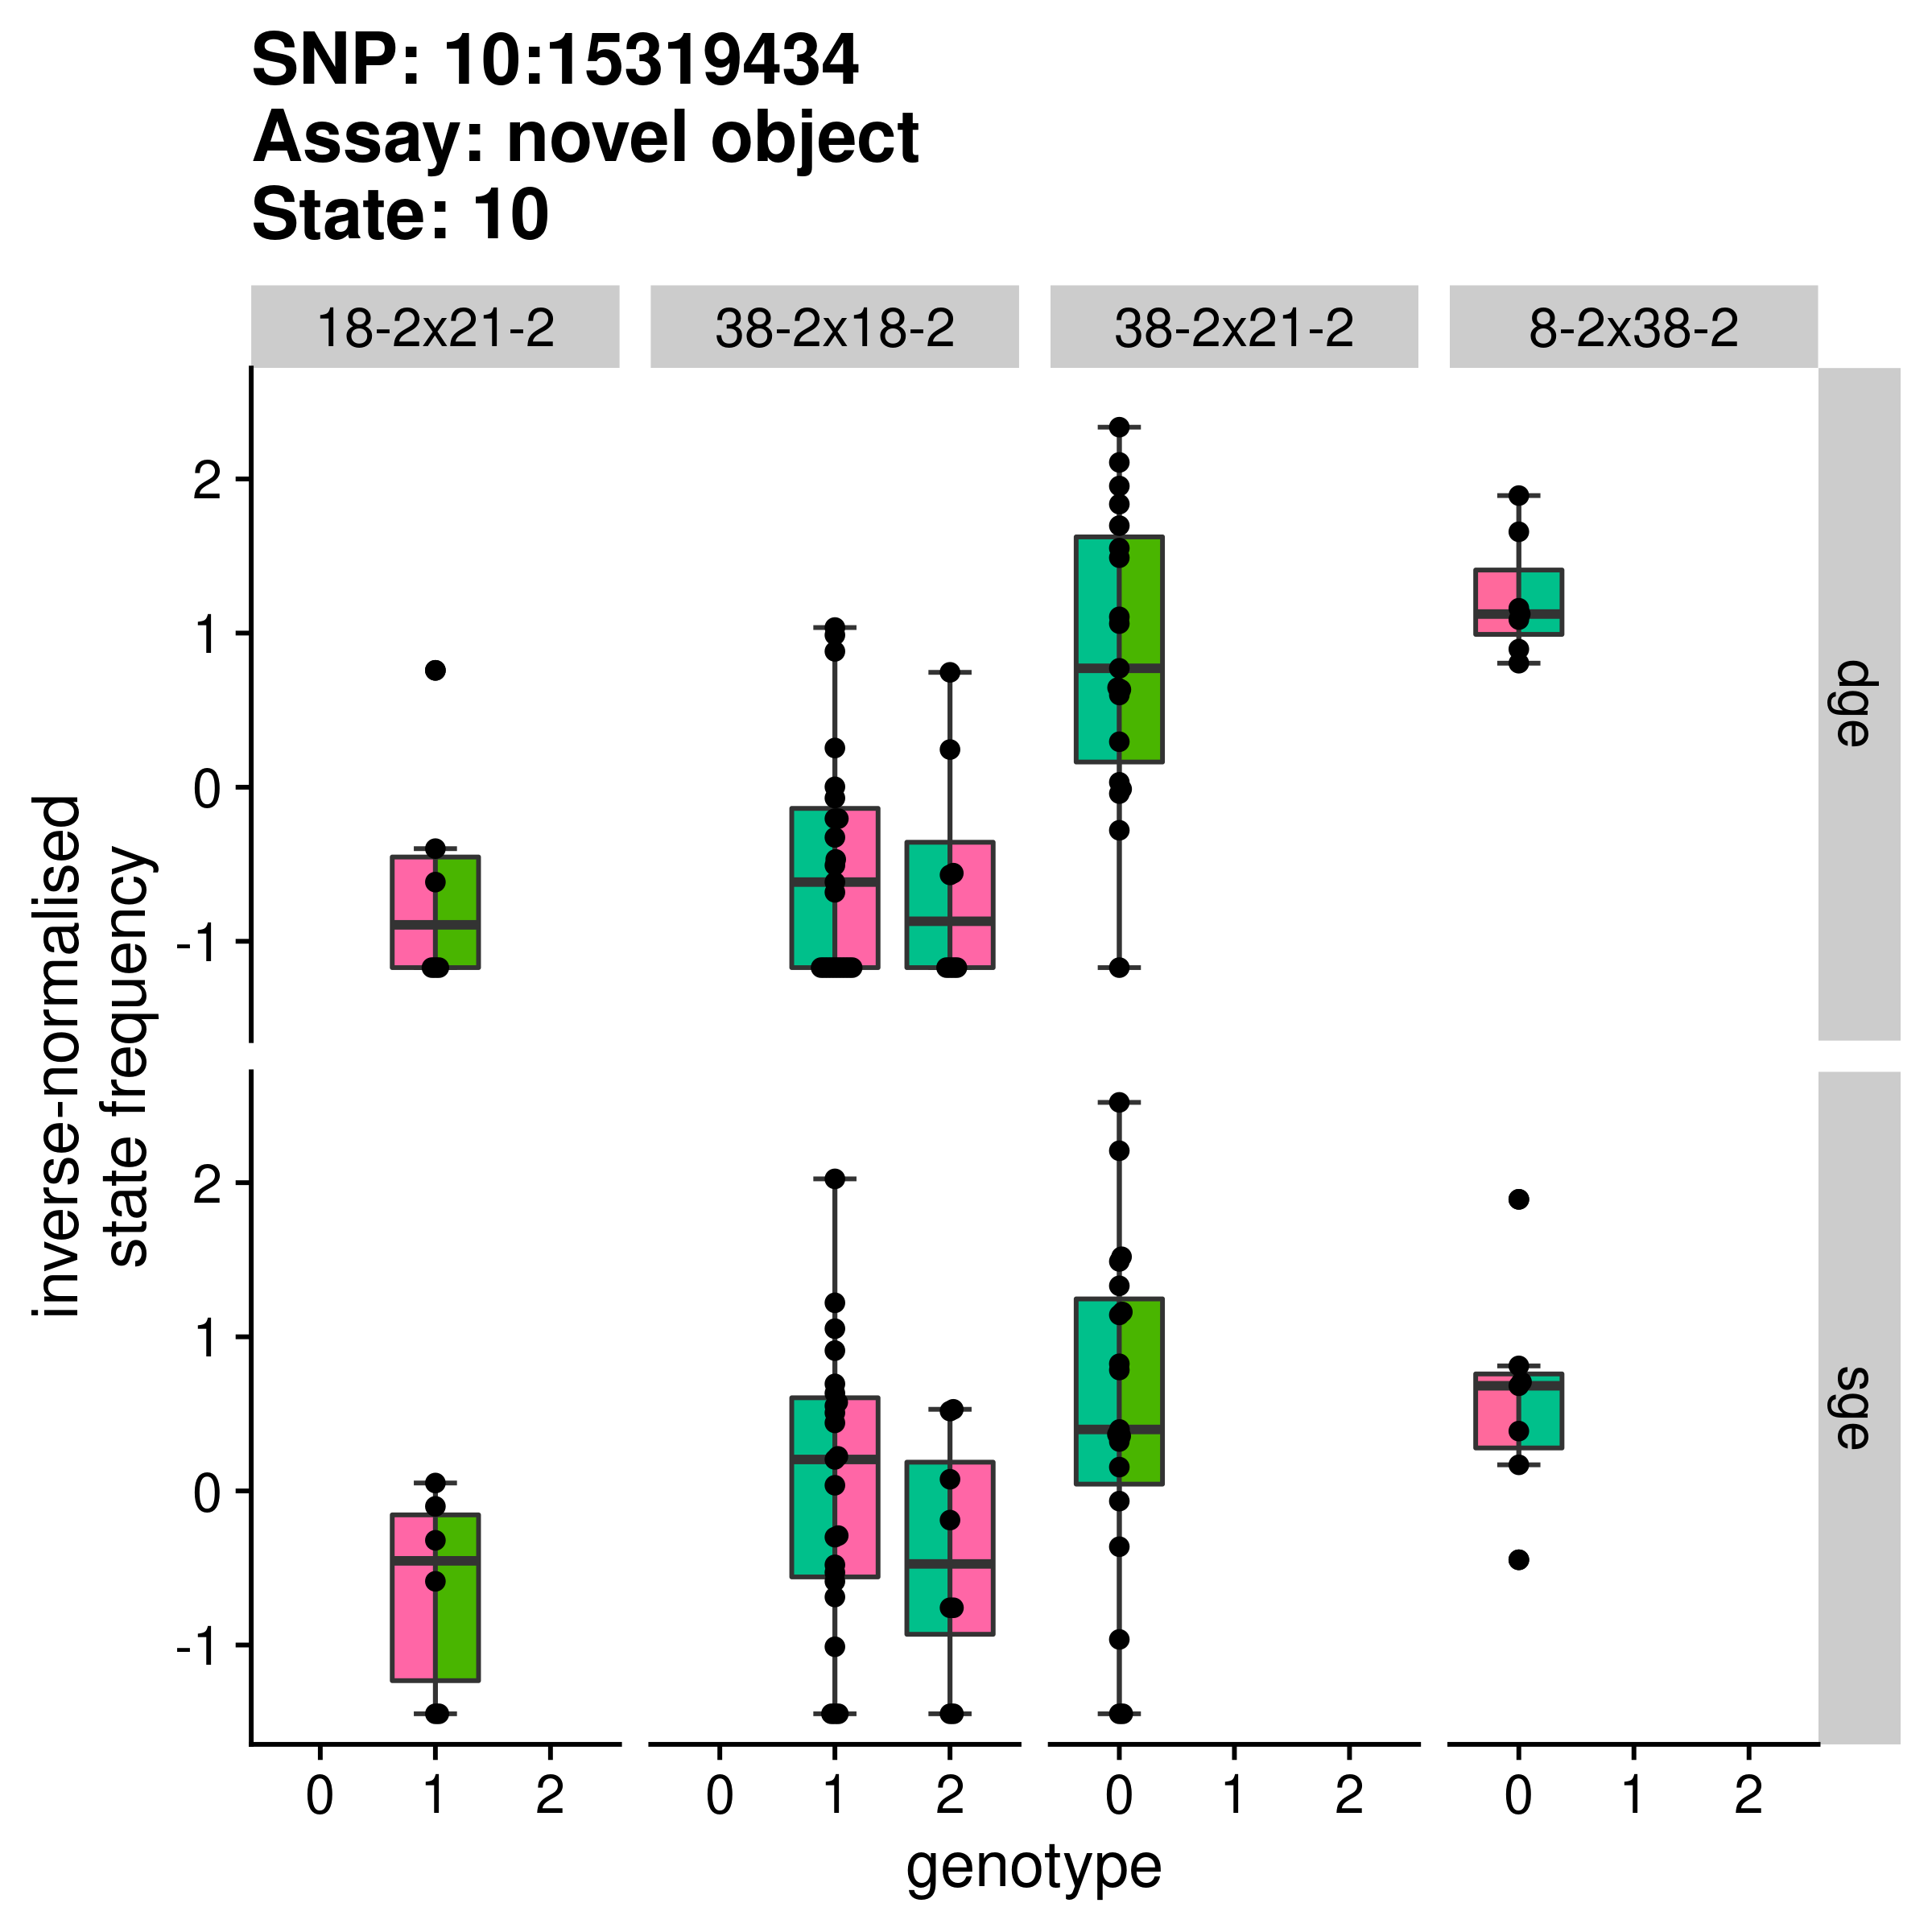 SNP: 10:15319434
Assay: novel object
State: 10
18-2x21-2
38-2x18-2
38-2x21-2
8-2x38-2
2
1
0
-1
dge
inverse-normalised
state frequency
2
1
0
-1
sge
0 1 2
0 1 2
0 1 2
0 1 2
genotype